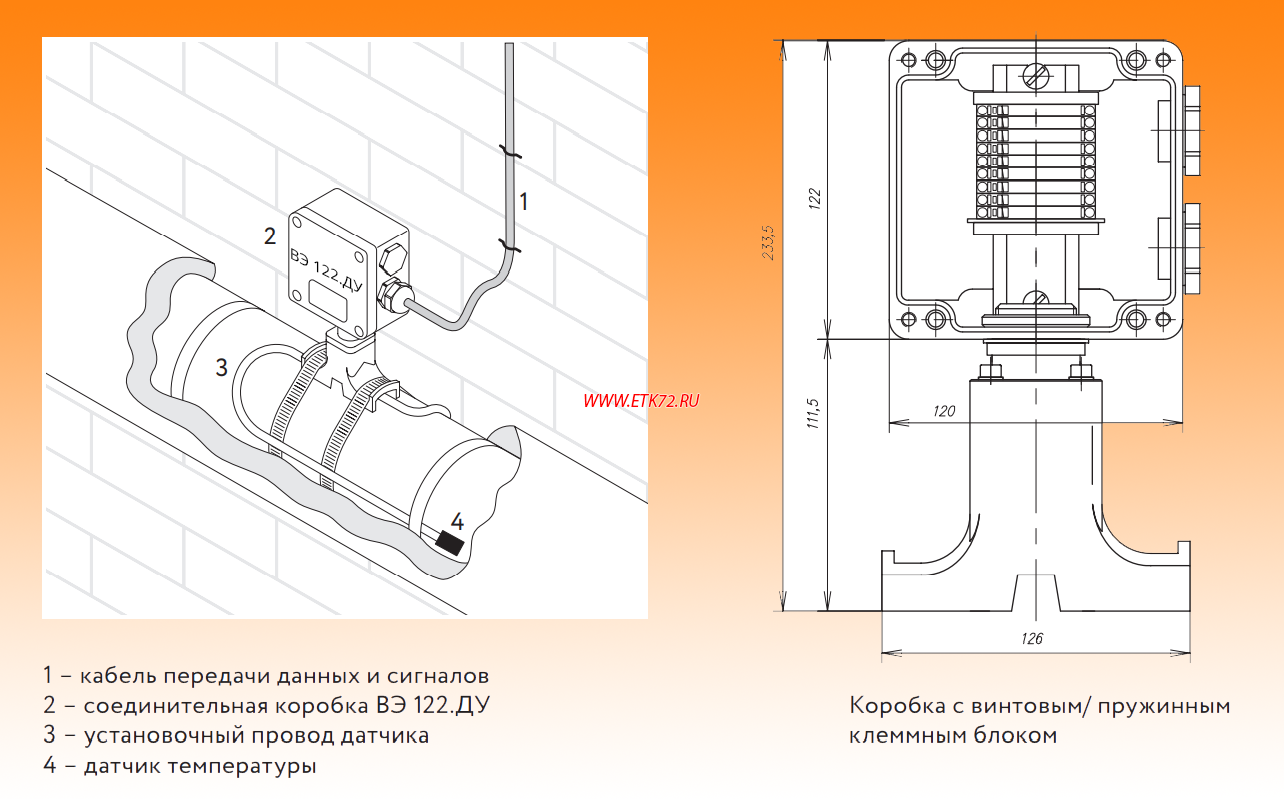 1
2
ВЭ 122.ДУ
3
4
WWW.ETK72.RU
1 – кабель передачи данных и сигналов
2 – соединительная коробка ВЭ 122.ДУ
3 – установочный провод датчика
4 – датчик температуры
233,5
122
111,5
120
126
Коробка с винтовым/ пружинным
клеммным блоком